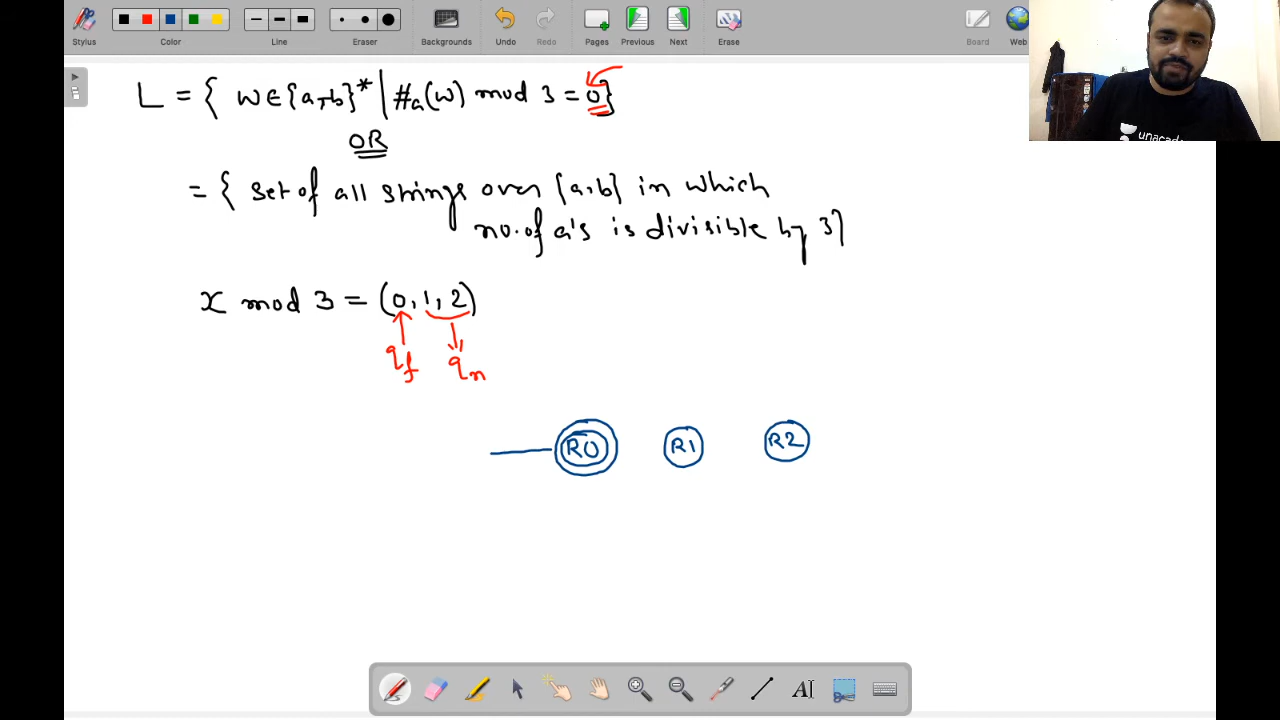 Stylus Color Line Eraser Backgrounds Undo Redo Pages Previous Next Erase Board Web
L = { w∈{a,b}* | #a(w) mod 3 = 0}
OR
= { set of all strings over {a,b} in which
no. of a's is divisible by 3}
x mod 3 = (0, 1, 2)
qf qn
R0 R1 R2
unacade